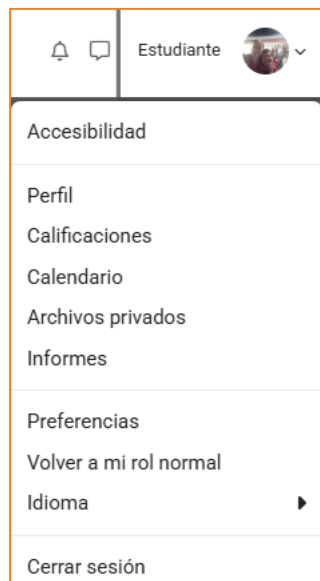 Estudiante
Accesibilidad
Perfil
Calificaciones
Calendario
Archivos privados
Informes
Preferencias
Volver a mi rol normal
Idioma
Cerrar sesión